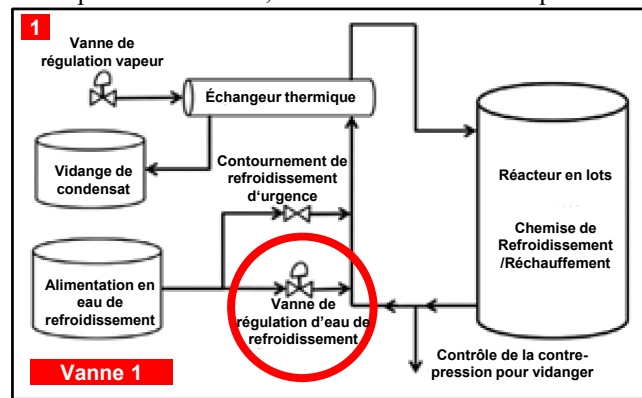 1
Vanne de
régulation vapeur
Échangeur thermique
Vidange de
condensat
Contournement de
refroidissement
d‘urgence
Réacteur en lots
Chemise de
Refroidissement
/Réchauffement
Alimentation en
eau de
refroidissement
Vanne de
régulation d’eau de
refroidissement
Vanne 1
Contrôle de la contre-
pression pour vidanger